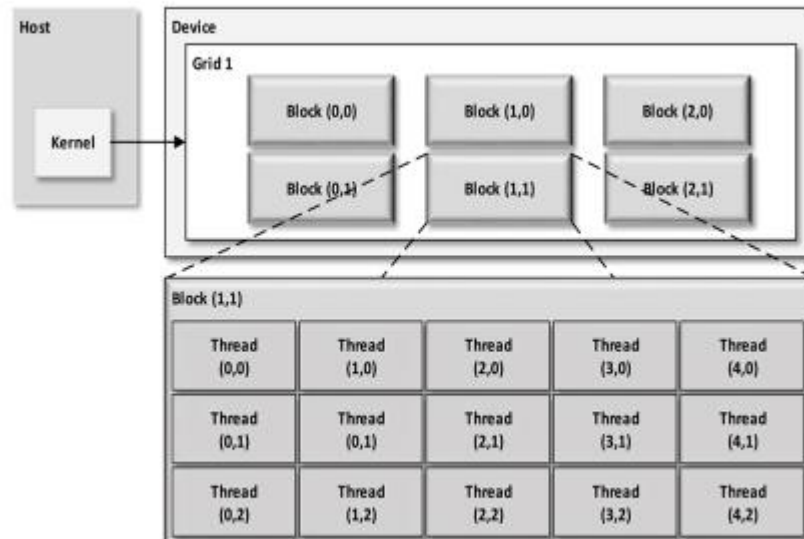 Host
Device
Grid 1
Kernel
Block (0,0) Block (1,0) Block (2,0)
Block (0,1) Block (1,1) Block (2,1)
Block (1,1)
Thread Thread Thread Thread Thread
(0,0) (1,0) (2,0) (3,0) (4,0)
Thread Thread Thread Thread Thread
(0,1) (0,1) (2,1) (3,1) (4,1)
Thread Thread Thread Thread Thread
(0,2) (1,2) (2,2) (3,2) (4,2)